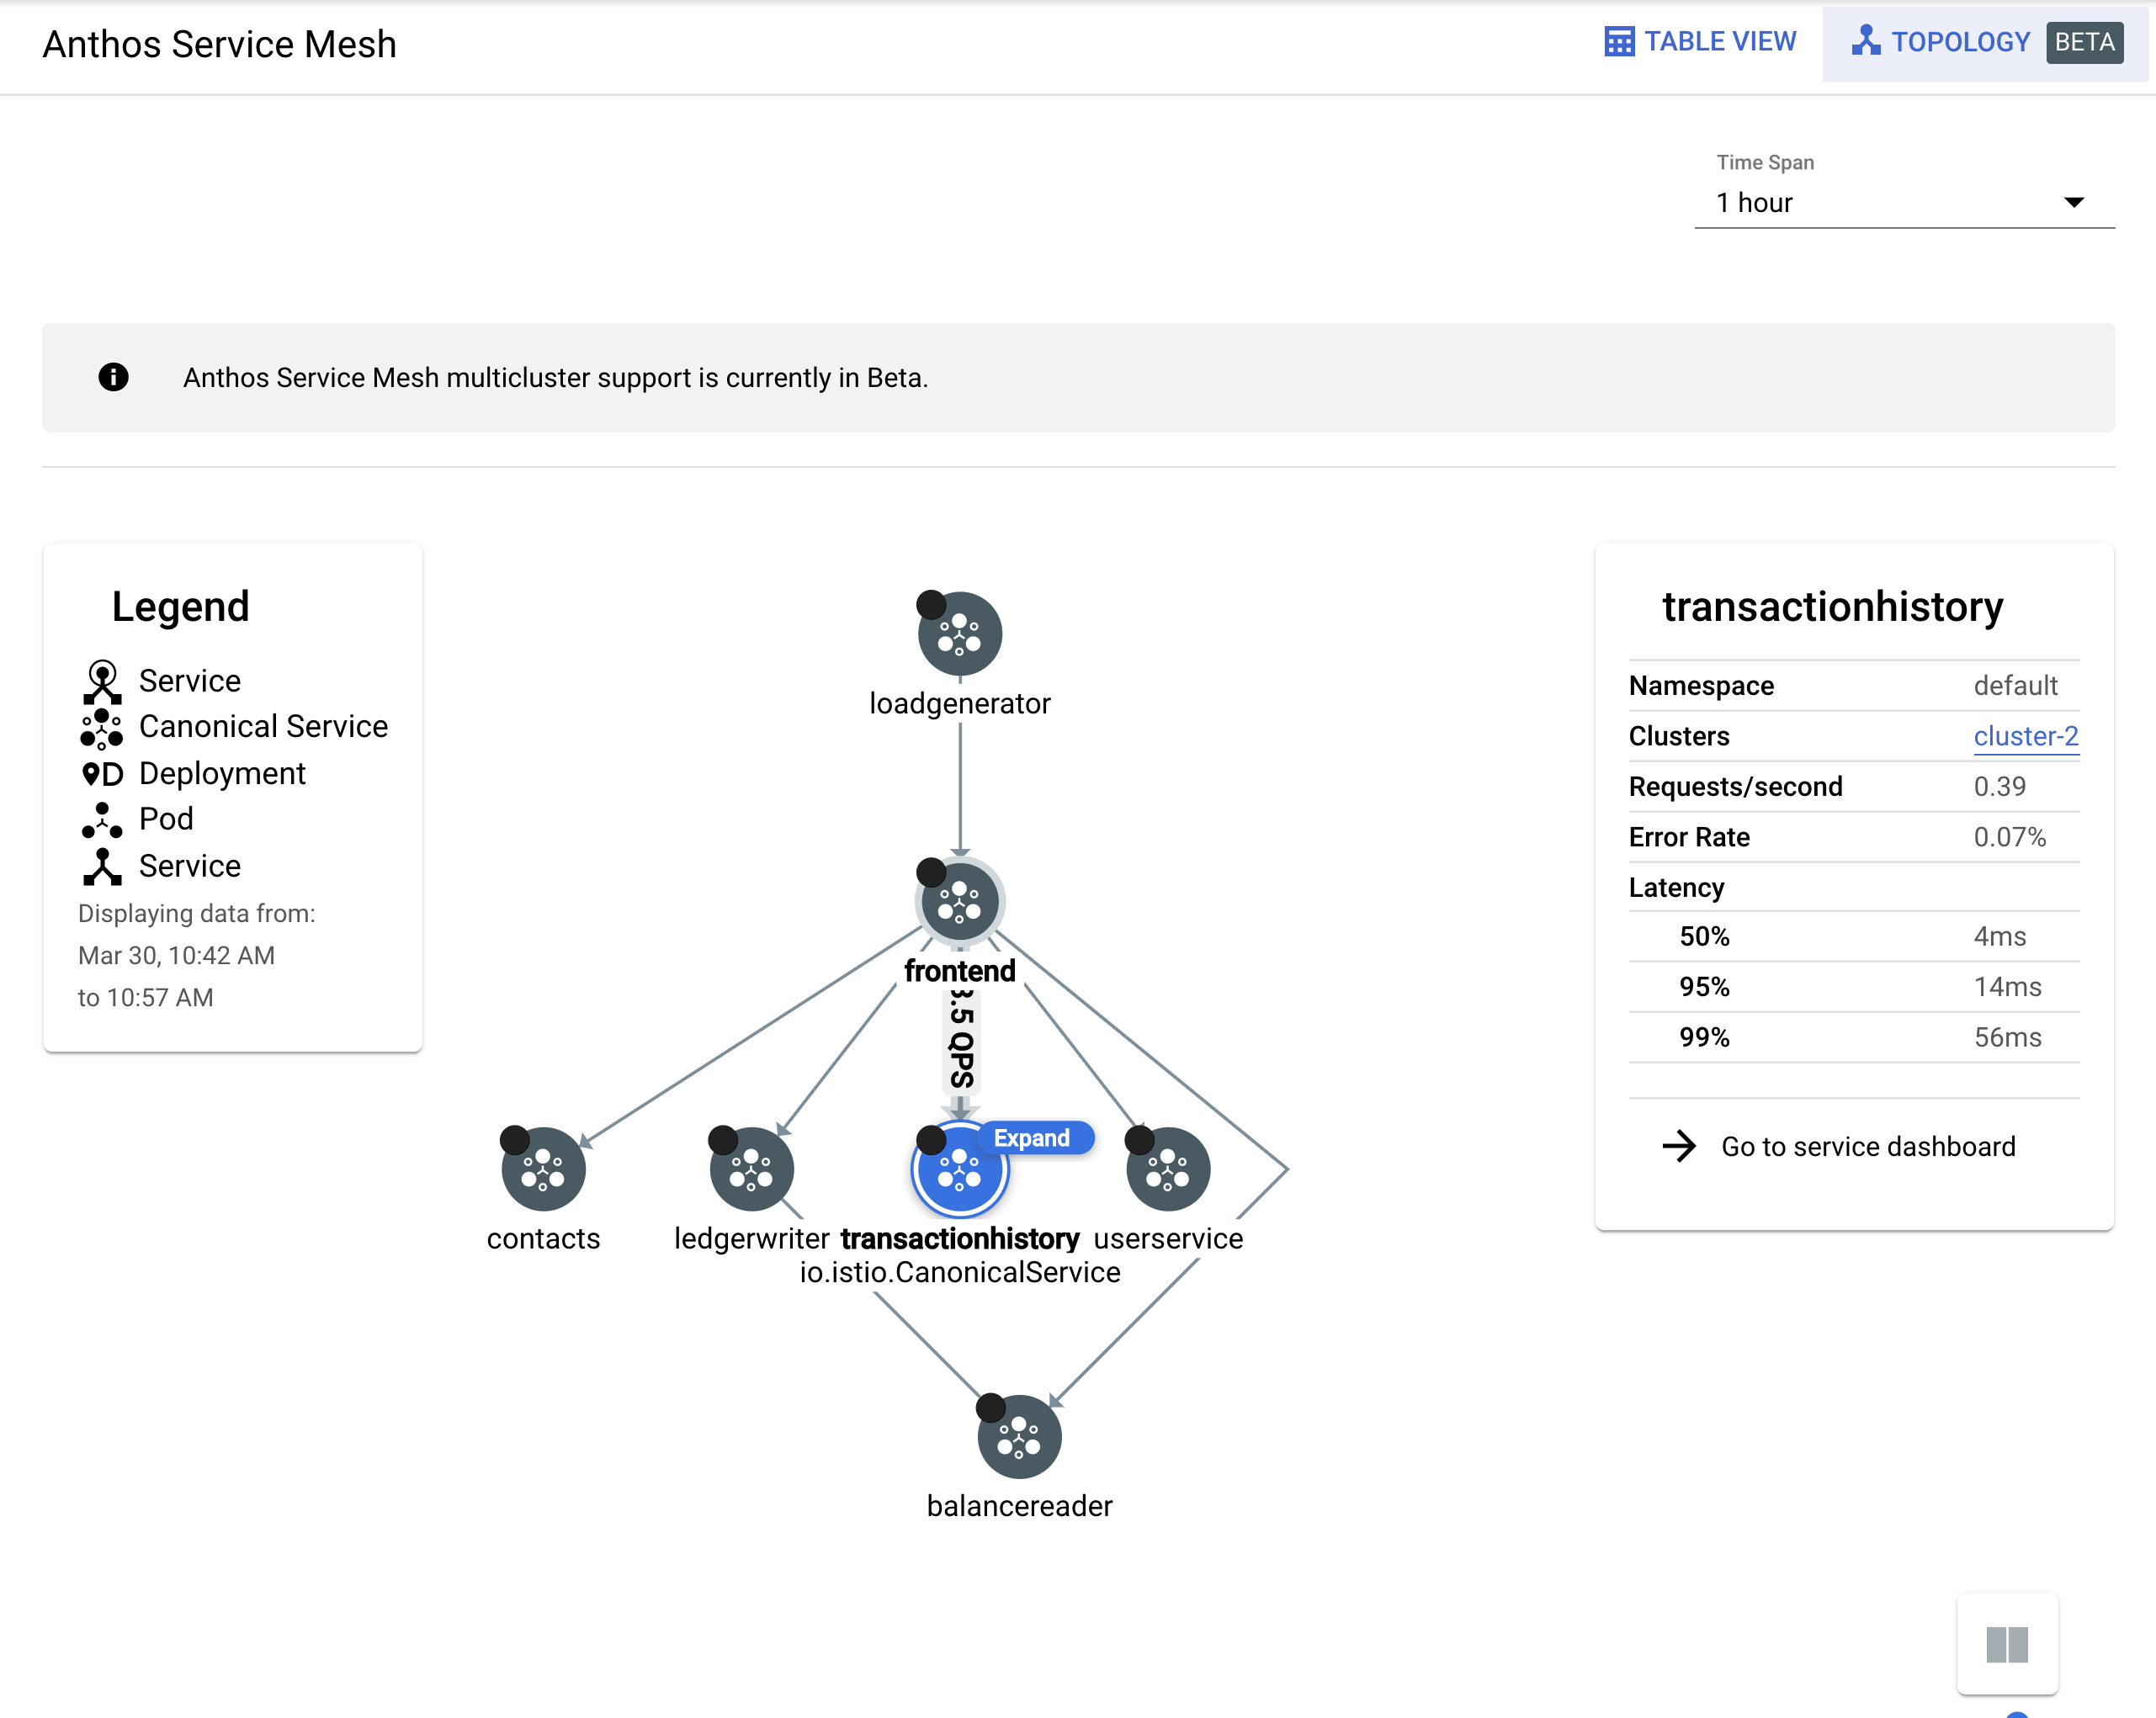 Anthos Service Mesh
TABLE VIEW
TOPOLOGY BETA
Time Span
1 hour
Anthos Service Mesh multicluster support is currently in Beta.
Legend
Service
Canonical Service
Deployment
Pod
Service
Displaying data from:
Mar 30, 10:42 AM
to 10:57 AM
loadgenerator
frontend
3.5 QPS
Expand
contacts
ledgerwriter
transactionhistory
userservice
io.istio.CanonicalService
balancereader
transactionhistory
Namespace default
Clusters cluster-2
Requests/second 0.39
Error Rate 0.07%
Latency
50% 4ms
95% 14ms
99% 56ms
Go to service dashboard